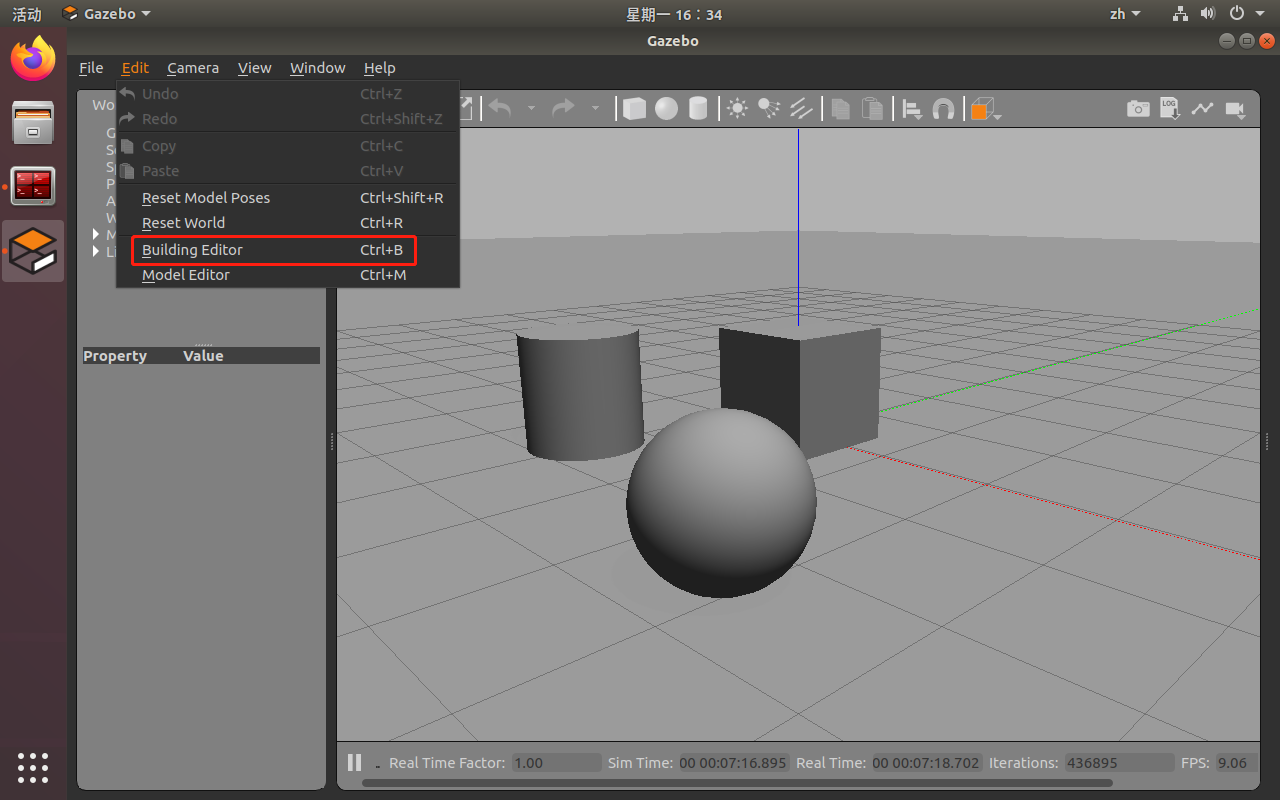 活动 Gazebo 星期一 16：34 zh
Gazebo
File Edit Camera View Window Help
Undo Ctrl+Z
Redo Ctrl+Shift+Z
Copy Ctrl+C
Paste Ctrl+V
Reset Model Poses Ctrl+Shift+R
Reset World Ctrl+R
Building Editor Ctrl+B
Model Editor Ctrl+M
LOG
Property Value
Real Time Factor: 1.00 Sim Time: 00 00:07:16.895 Real Time: 00 00:07:18.702 Iterations: 436895 FPS: 9.06